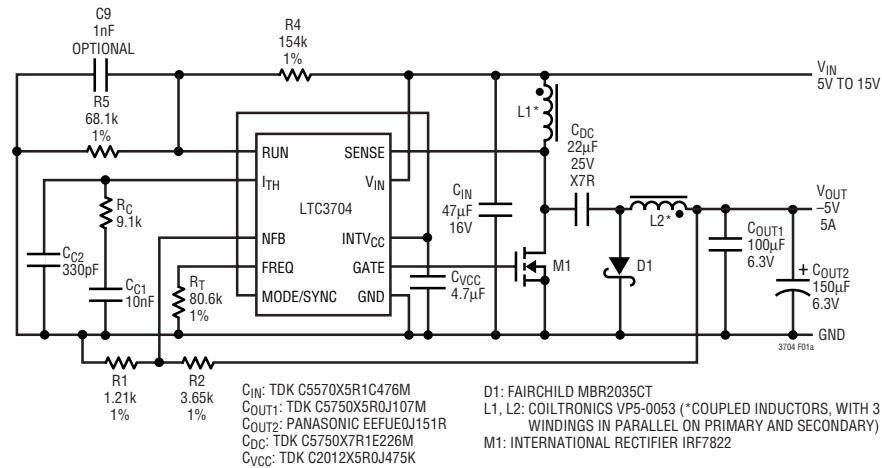 C9
1nF
OPTIONAL
R4
154k
1%
VIN
5V TO 15V
R5
68.1k
1%
L1*
CDC
22µF
25V
X7R
RUN
SENSE
ITH
VIN
LTC3704
NFB
INTVCC
FREQ
GATE
MODE/SYNC
GND
RC
9.1k
CC2
330pF
CC1
10nF
RT
80.6k
1%
CIN
47µF
16V
CVCC
4.7µF
M1
L2*
D1
VOUT
–5V
5A
COUT1
100µF
6.3V
+
COUT2
150µF
6.3V
GND
3704 F01a
R1
1.21k
1%
R2
3.65k
1%
CIN: TDK C5570X5R1C476M
COUT1: TDK C5750X5R0J107M
COUT2: PANASONIC EEFUE0J151R
CDC: TDK C5750X7R1E226M
CVCC: TDK C2012X5R0J475K
D1: FAIRCHILD MBR2035CT
L1, L2: COILTRONICS VP5-0053 (*COUPLED INDUCTORS, WITH 3
WINDINGS IN PARALLEL ON PRIMARY AND SECONDARY)
M1: INTERNATIONAL RECTIFIER IRF7822